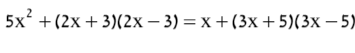 5x² + (2x + 3)(2x − 3) = x + (3x + 5)(3x − 5)